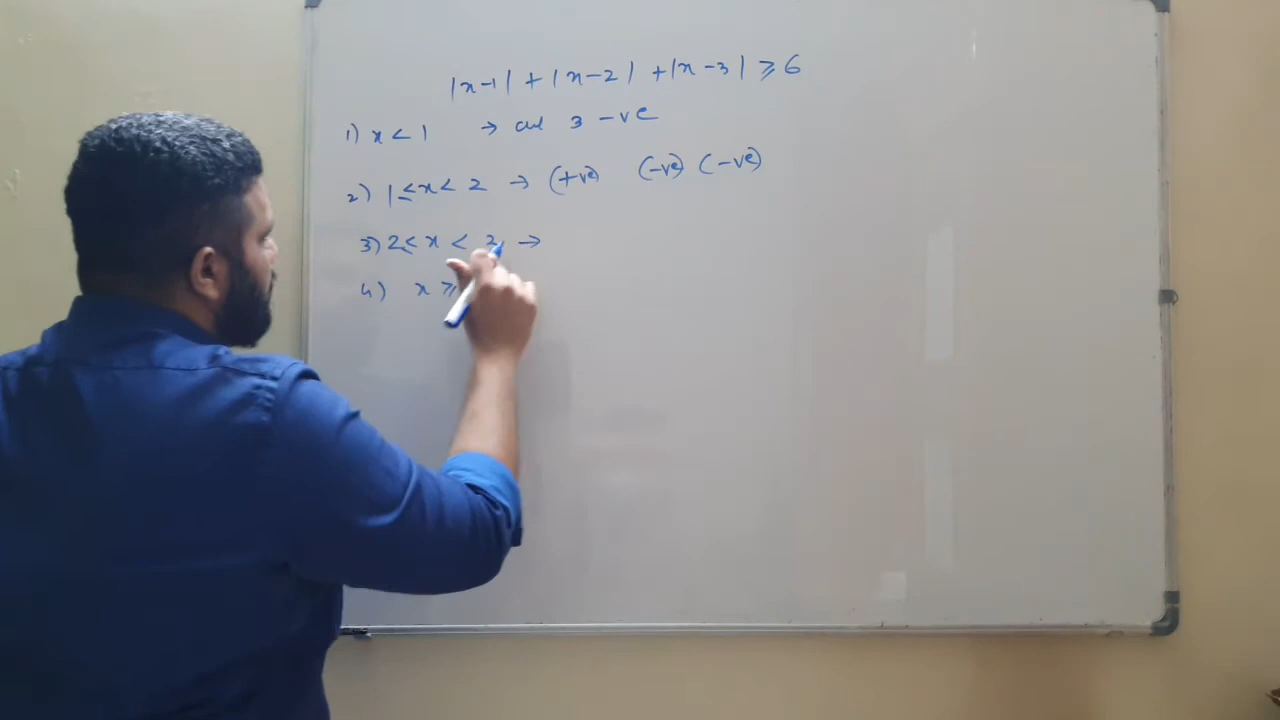 |x-1| + |x-2| + |x-3| ⩾ 6
1) x < 1 → all 3 -ve
2) 1 ≤ x < 2 → (+ve) (-ve) (-ve)
3) 2 ≤ x < 3 →
4) x ⩾